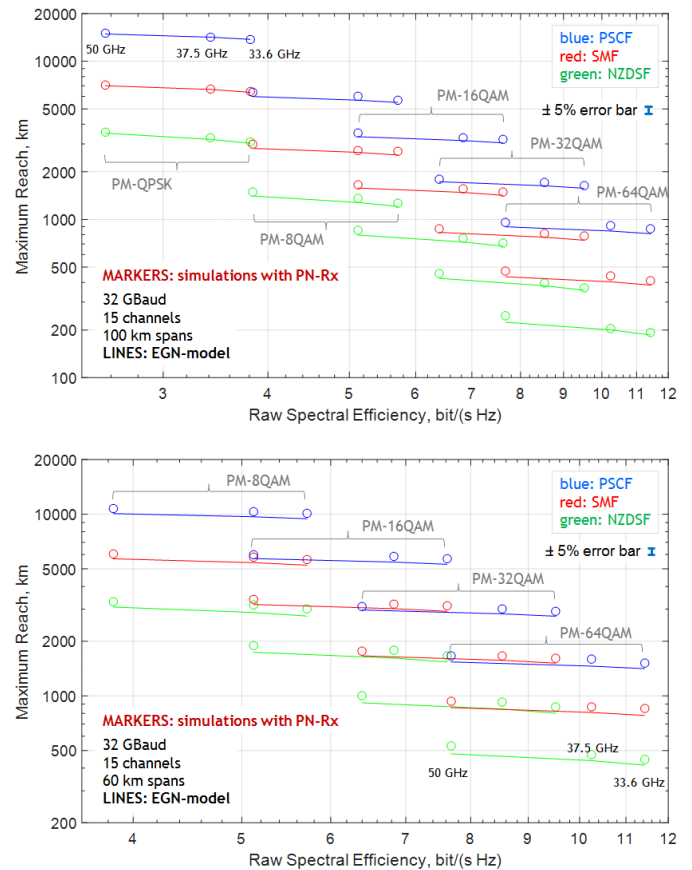 20000
10000
5000
2000
1000
500
200
100
Maximum Reach, km
50 GHz
37.5 GHz
33.6 GHz
blue: PSCF
red: SMF
green: NZDSF
± 5% error bar
PM-16QAM
PM-32QAM
PM-64QAM
PM-QPSK
PM-8QAM
MARKERS: simulations with PN-Rx
32 GBaud
15 channels
100 km spans
LINES: EGN-model
3 4 5 6 7 8 9 10 11 12
Raw Spectral Efficiency, bit/(s Hz)
20000
10000
5000
2000
1000
500
200
Maximum Reach, km
PM-8QAM
PM-16QAM
PM-32QAM
PM-64QAM
blue: PSCF
red: SMF
green: NZDSF
± 5% error bar
MARKERS: simulations with PN-Rx
32 GBaud
15 channels
60 km spans
LINES: EGN-model
50 GHz
37.5 GHz
33.6 GHz
4 5 6 7 8 9 10 11 12
Raw Spectral Efficiency, bit/(s Hz)